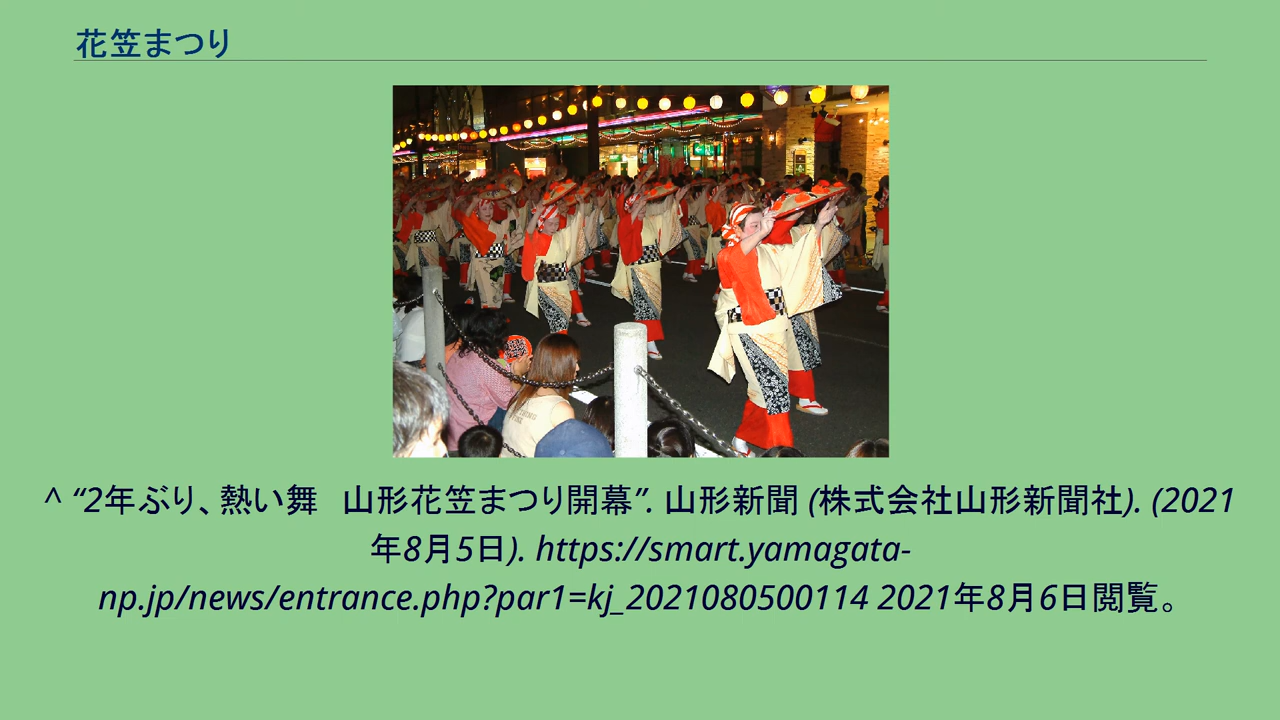 花笠まつり
^ “2年ぶり、熱い舞　山形花笠まつり開幕”. 山形新聞 (株式会社山形新聞社). (2021
年8月5日). https://smart.yamagata-
np.jp/news/entrance.php?par1=kj_2021080500114 2021年8月6日閲覧。